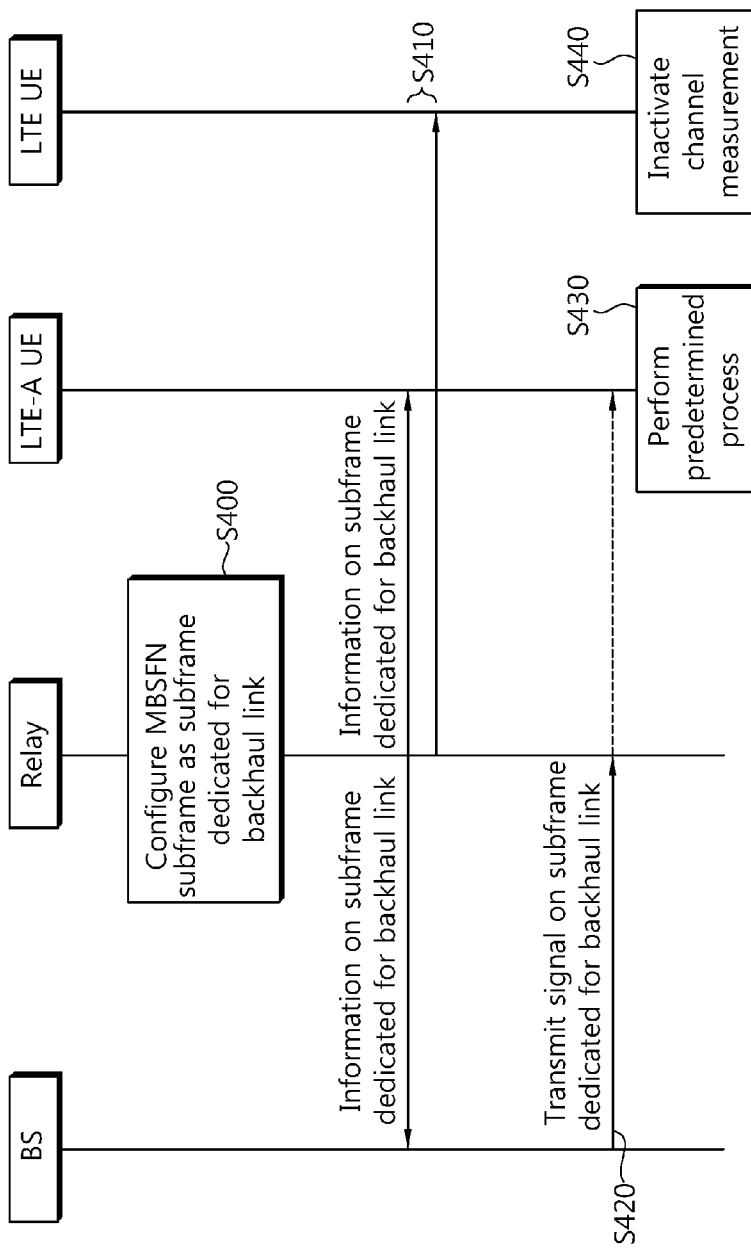 BS
Relay
LTE-A UE
LTE UE
Configure MBSFN
subframe as subframe
dedicated for
backhaul link
S400
Information on subframe
dedicated for backhaul link
Information on subframe
dedicated for backhaul link
S410
Transmit signal on subframe
dedicated for backhaul link
S420
Perform
predetermined
process
S430
Inactivate
channel
measurement
S440